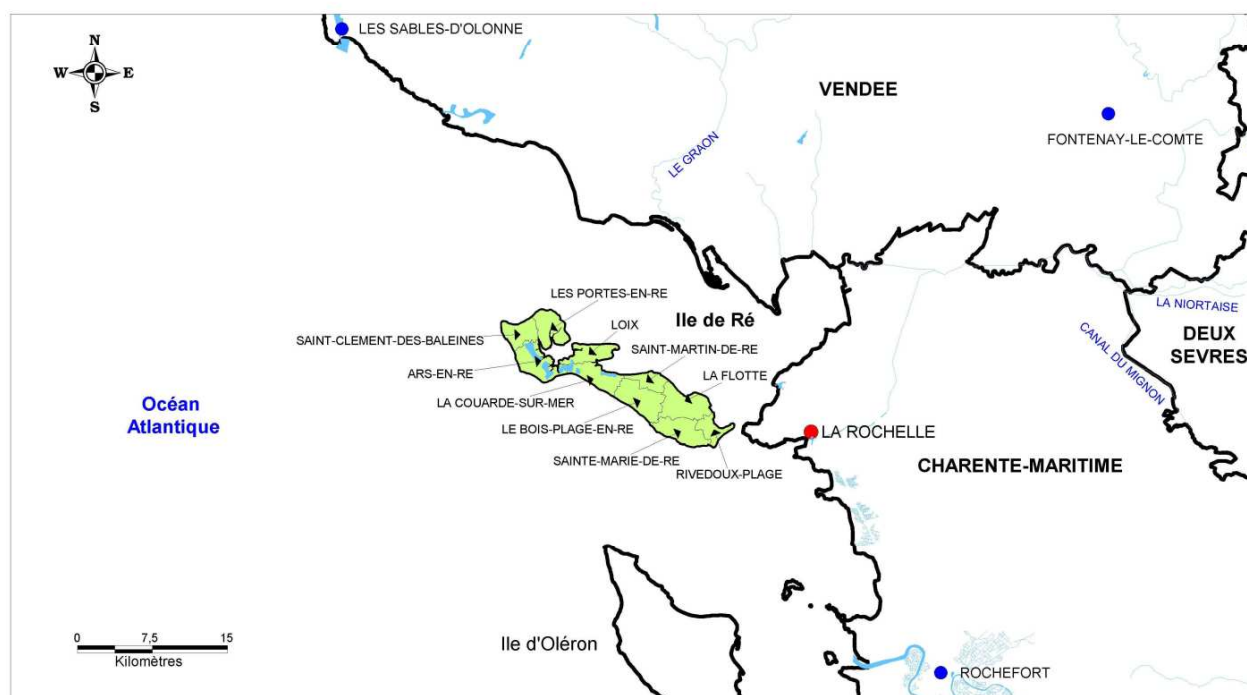 LES SABLES-D'OLONNE
N
W E
S
VENDEE
FONTENAY-LE-COMTE
LE GRAON
LA NIORTAISE
CANAL DU MIGNON
DEUX
SEVRES
LES PORTES-EN-RE
Ile de Ré
SAINT-CLEMENT-DES-BALEINES
LOIX
SAINT-MARTIN-DE-RE
ARS-EN-RE
LA FLOTTE
LA COUARDE-SUR-MER
Océan
Atlantique
LE BOIS-PLAGE-EN-RE
LA ROCHELLE
SAINTE-MARIE-DE-RE
CHARENTE-MARITIME
RIVEDOUX-PLAGE
0 7,5 15
Kilomètres
Ile d'Oléron
ROCHEFORT